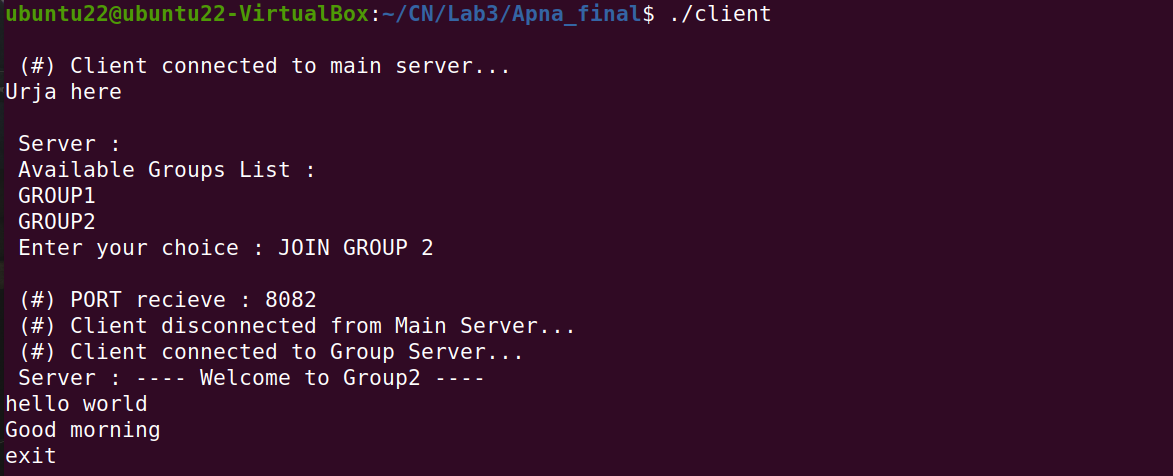 ubuntu22@ubuntu22-VirtualBox:~/CN/Lab3/Apna_final$ ./client
(#) Client connected to main server...
Urja here
Server :
Available Groups List :
GROUP1
GROUP2
Enter your choice : JOIN GROUP 2
(#) PORT recieve : 8082
(#) Client disconnected from Main Server...
(#) Client connected to Group Server...
Server : ---- Welcome to Group2 ----
hello world
Good morning
exit